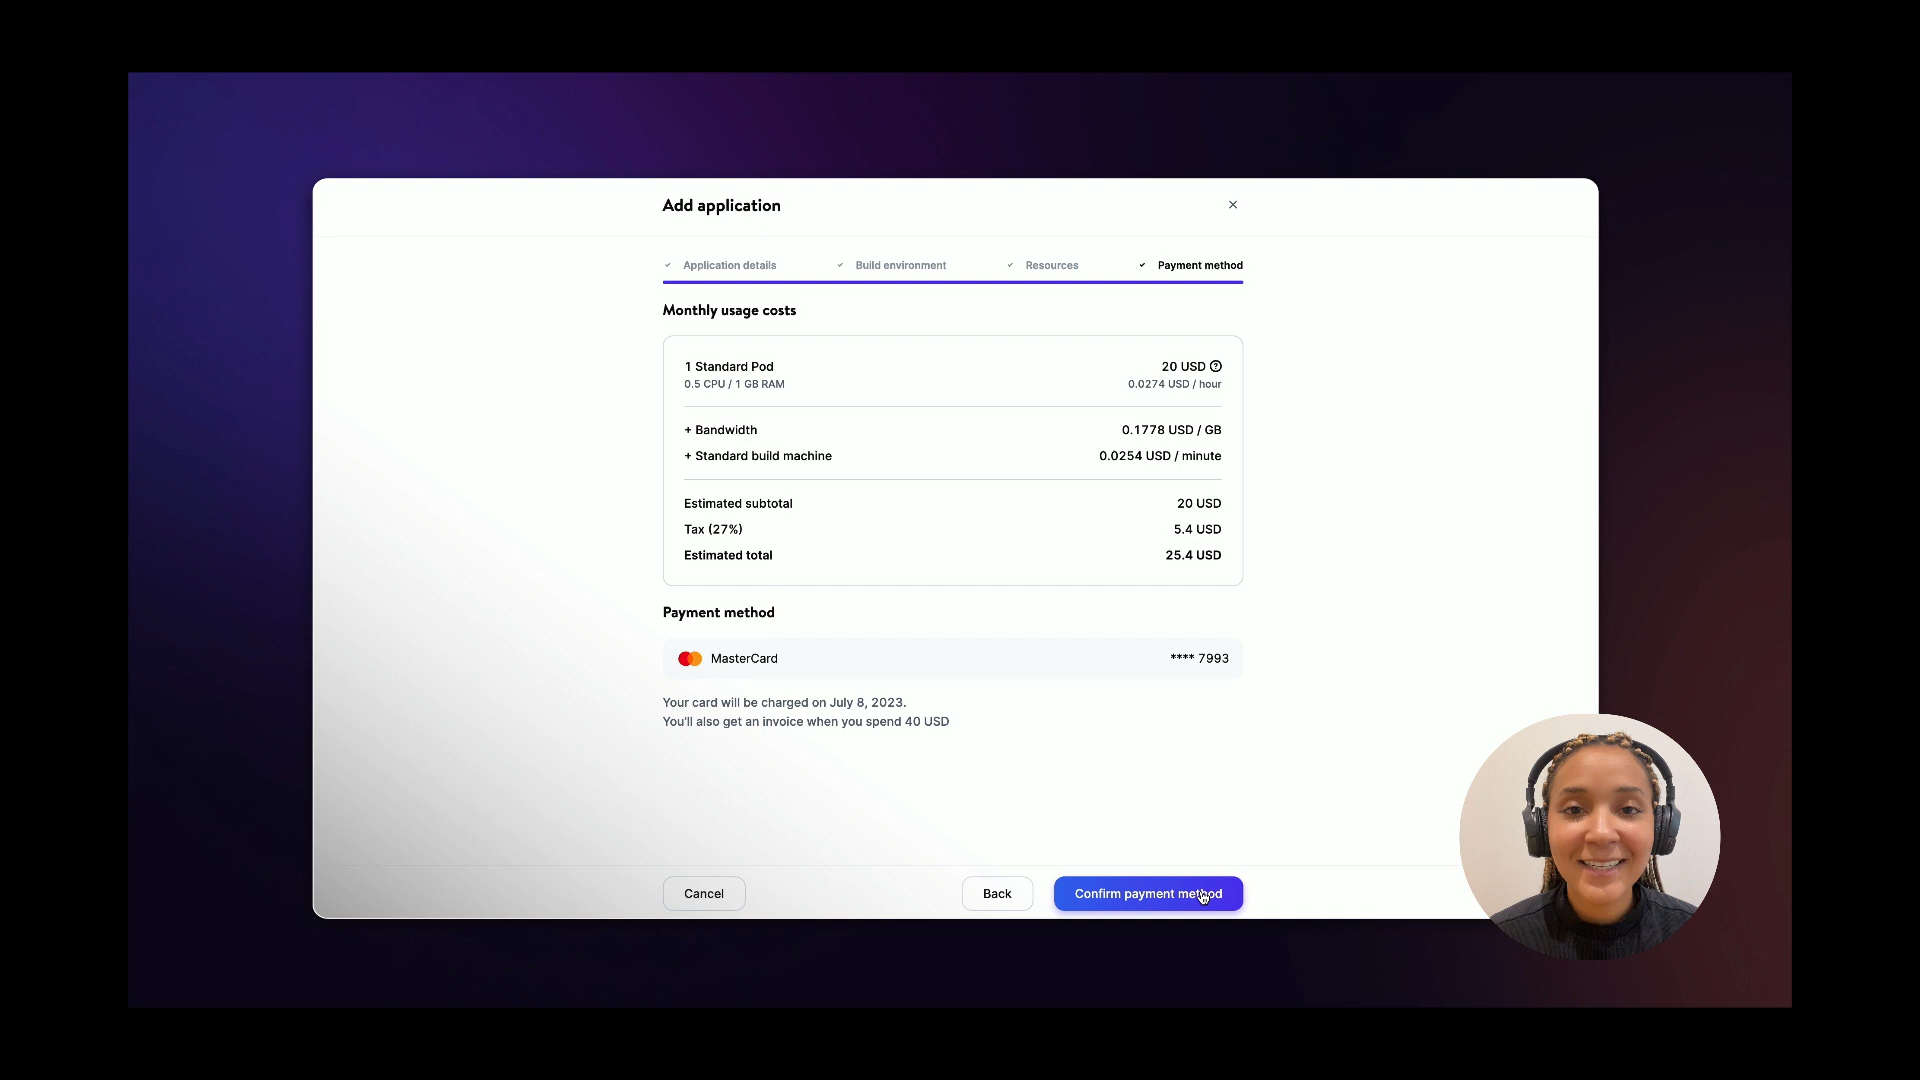 Add application
Application details
Build environment
Resources
Payment method
Monthly usage costs
1 Standard Pod
20 USD
0.5 CPU / 1 GB RAM
0.0274 USD / hour
+ Bandwidth
0.1778 USD / GB
+ Standard build machine
0.0254 USD / minute
Estimated subtotal
20 USD
Tax (27%)
5.4 USD
Estimated total
25.4 USD
Payment method
MasterCard
**** 7993
Your card will be charged on July 8, 2023.
You'll also get an invoice when you spend 40 USD
Cancel
Back
Confirm payment method